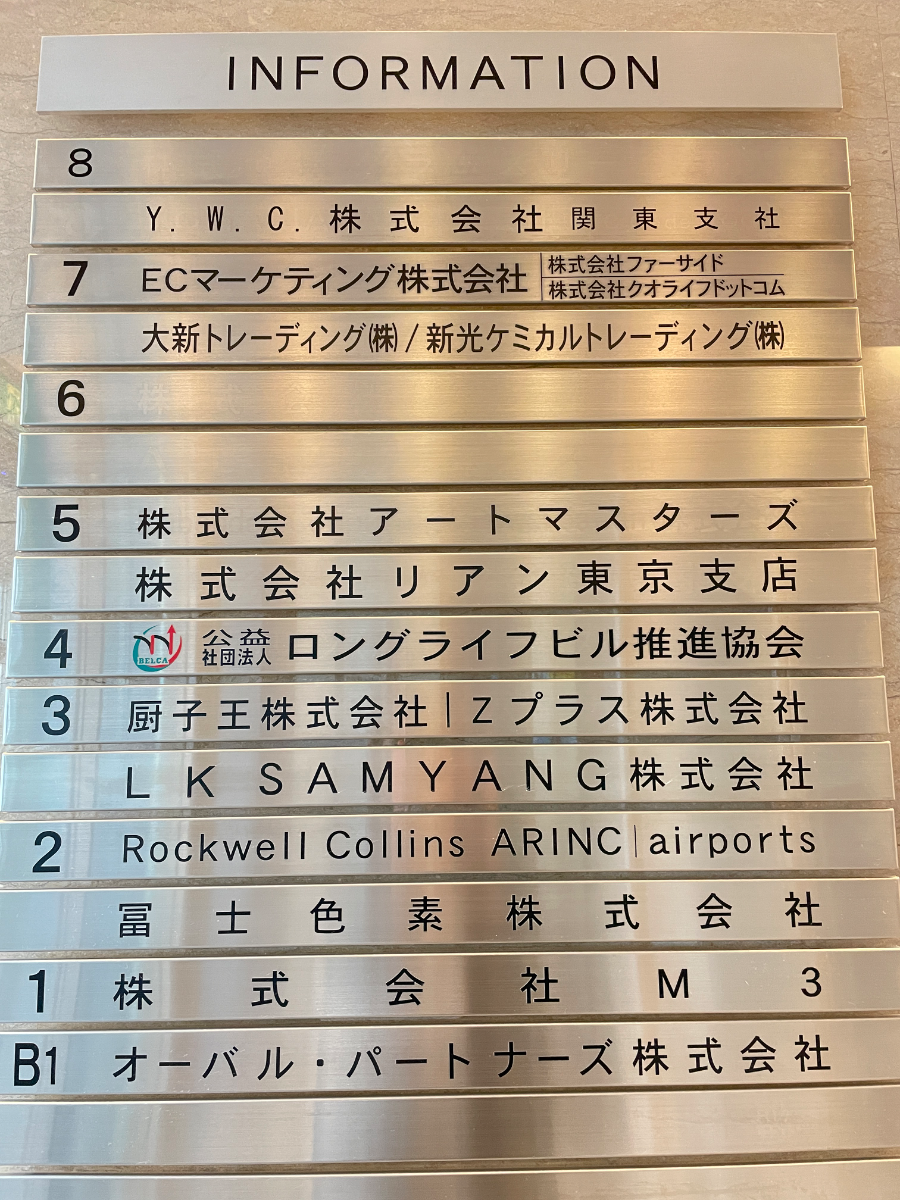 INFORMATION
8
Y.W.C.株式会社 関東支社
7 ECマーケティング株式会社 株式会社ファーサイド
株式会社クオライフドットコム
大新トレーディング㈱/新光ケミカルトレーディング㈱
6
5 株式会社アートマスターズ
株式会社リアン東京支店
4 BELCA 公益社団法人 ロングライフビル推進協会
3 厨子王株式会社|Zプラス株式会社
LK SAMYANG株式会社
2 Rockwell Collins ARINC|airports
冨士色素株式会社
1 株式会社M3
B1 オーバル・パートナーズ株式会社